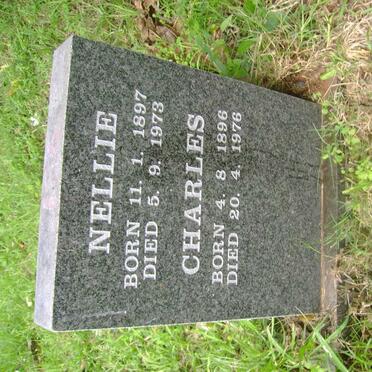 NELLIE
BORN 11. 1. 1897
DIED 5. 9. 1973
CHARLES
BORN 4. 8. 1896
DIED 20. 4. 1976